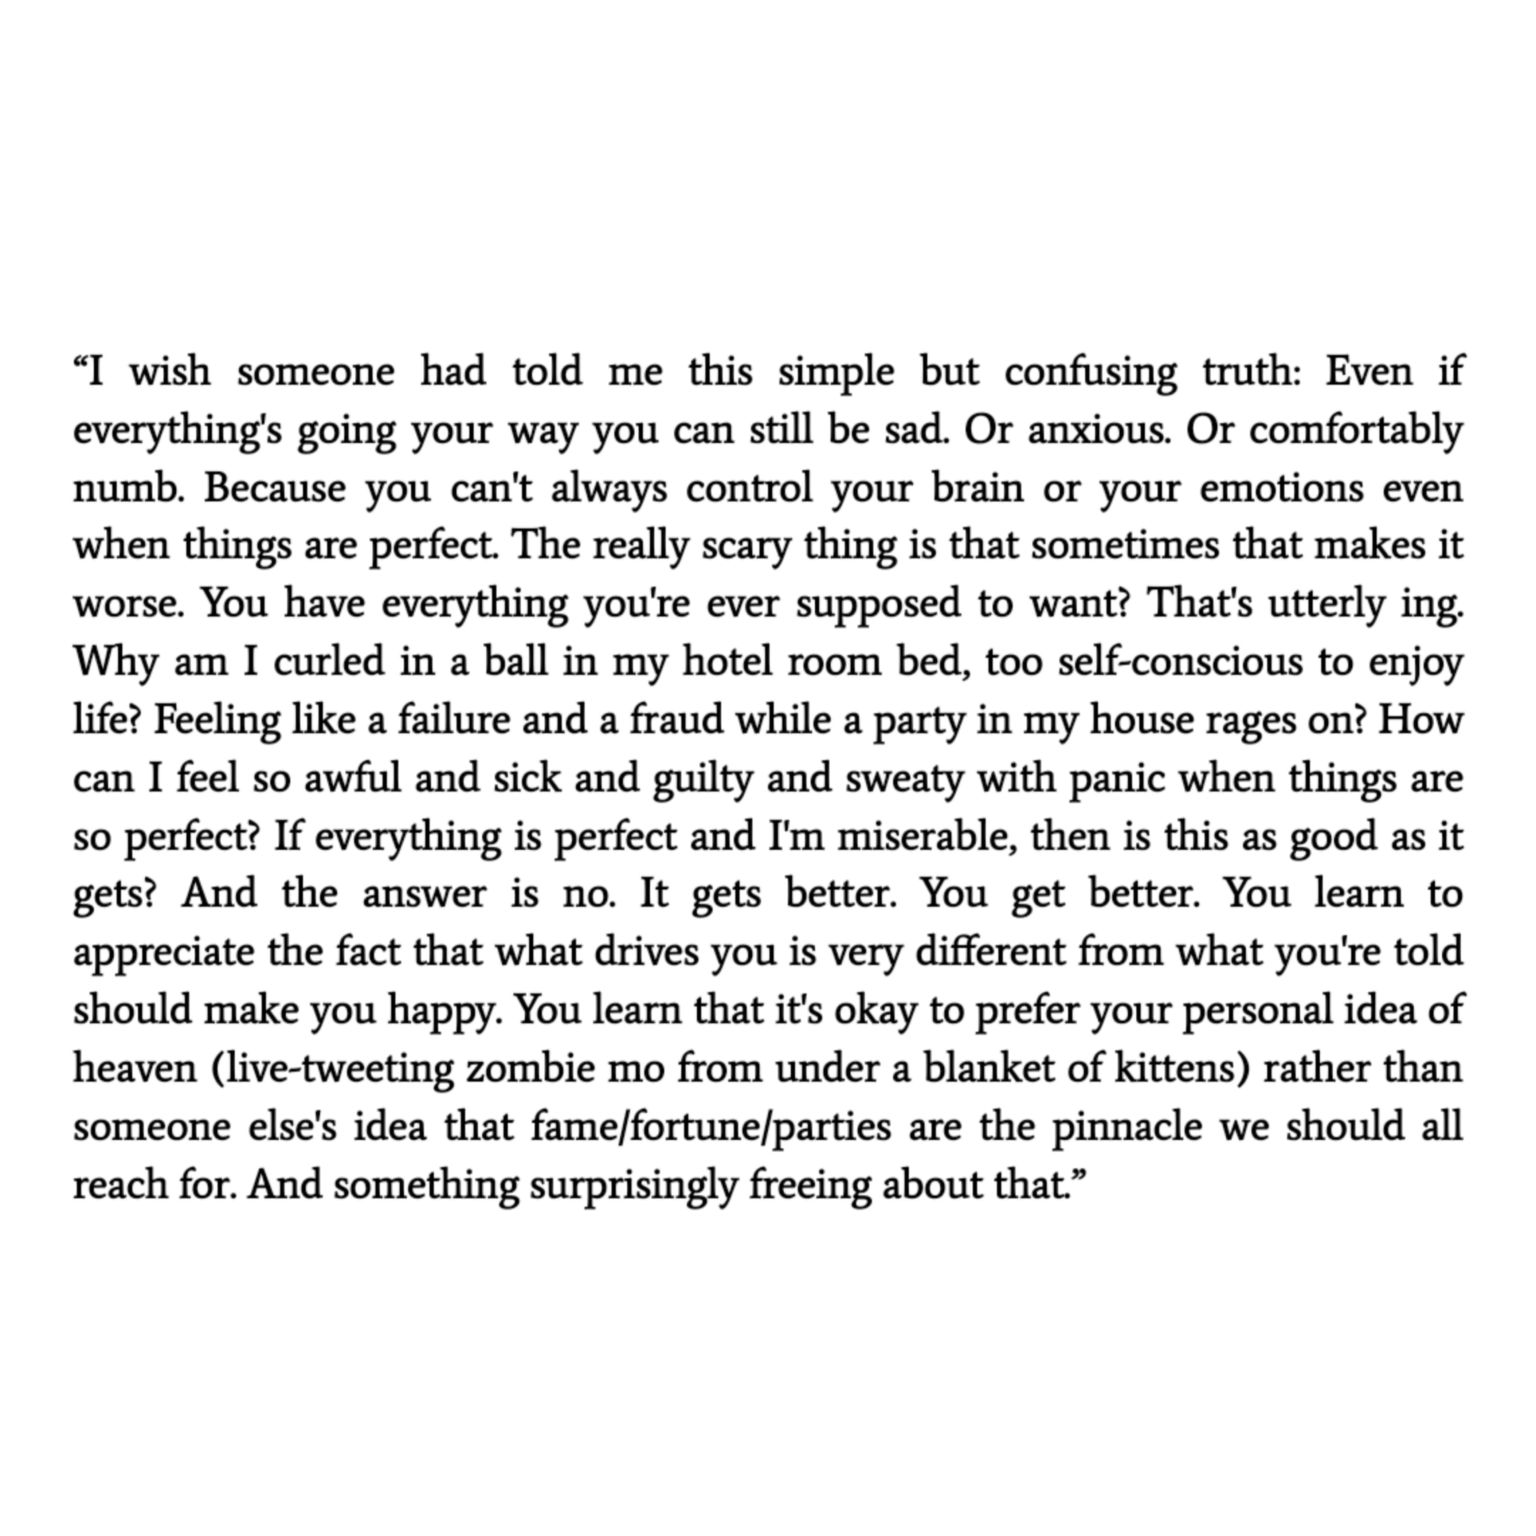 “I wish someone had told me this simple but confusing truth: Even if
everything's going your way you can still be sad. Or anxious. Or comfortably
numb. Because you can't always control your brain or your emotions even
when things are perfect. The really scary thing is that sometimes that makes it
worse. You have everything you're ever supposed to want? That's utterly ing.
Why am I curled in a ball in my hotel room bed, too self-conscious to enjoy
life? Feeling like a failure and a fraud while a party in my house rages on? How
can I feel so awful and sick and guilty and sweaty with panic when things are
so perfect? If everything is perfect and I'm miserable, then is this as good as it
gets? And the answer is no. It gets better. You get better. You learn to
appreciate the fact that what drives you is very different from what you're told
should make you happy. You learn that it's okay to prefer your personal idea of
heaven (live-tweeting zombie mo from under a blanket of kittens) rather than
someone else's idea that fame/fortune/parties are the pinnacle we should all
reach for. And something surprisingly freeing about that.”